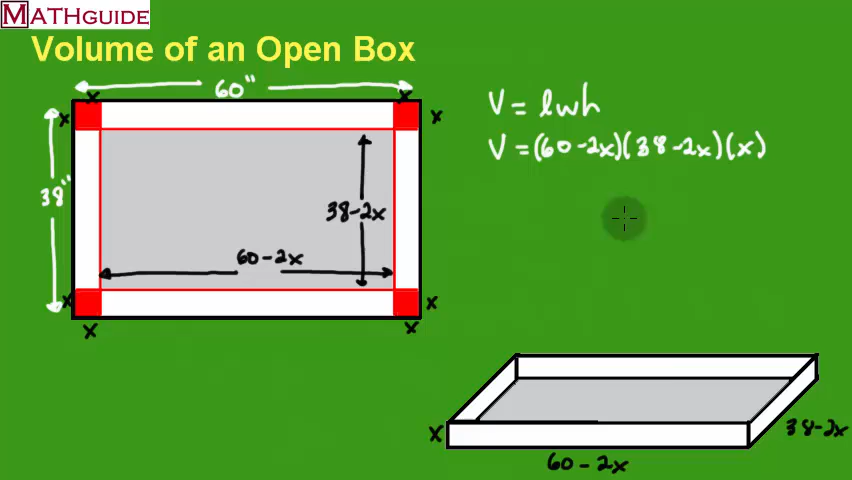 MATHGUIDE
Volume of an Open Box
60"
V = lwh
V = (60-2x)(38-2x)(x)
x
x
x
x
38"
38-2x
60-2x
x
x
x
x
x
38-2x
60-2x